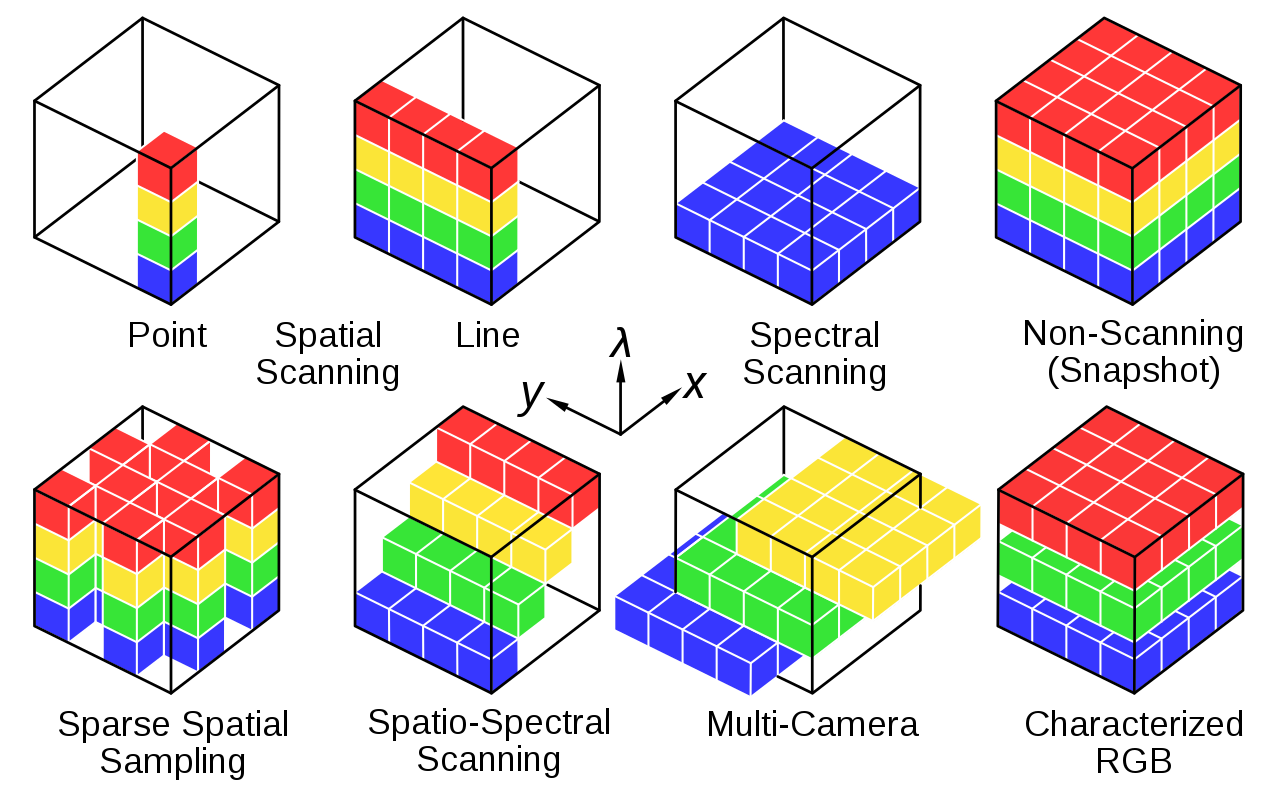 Point
Spatial
Scanning
Line
Spectral
Scanning
Non-Scanning
(Snapshot)
λ
y
x
Sparse Spatial
Sampling
Spatio-Spectral
Scanning
Multi-Camera
Characterized
RGB